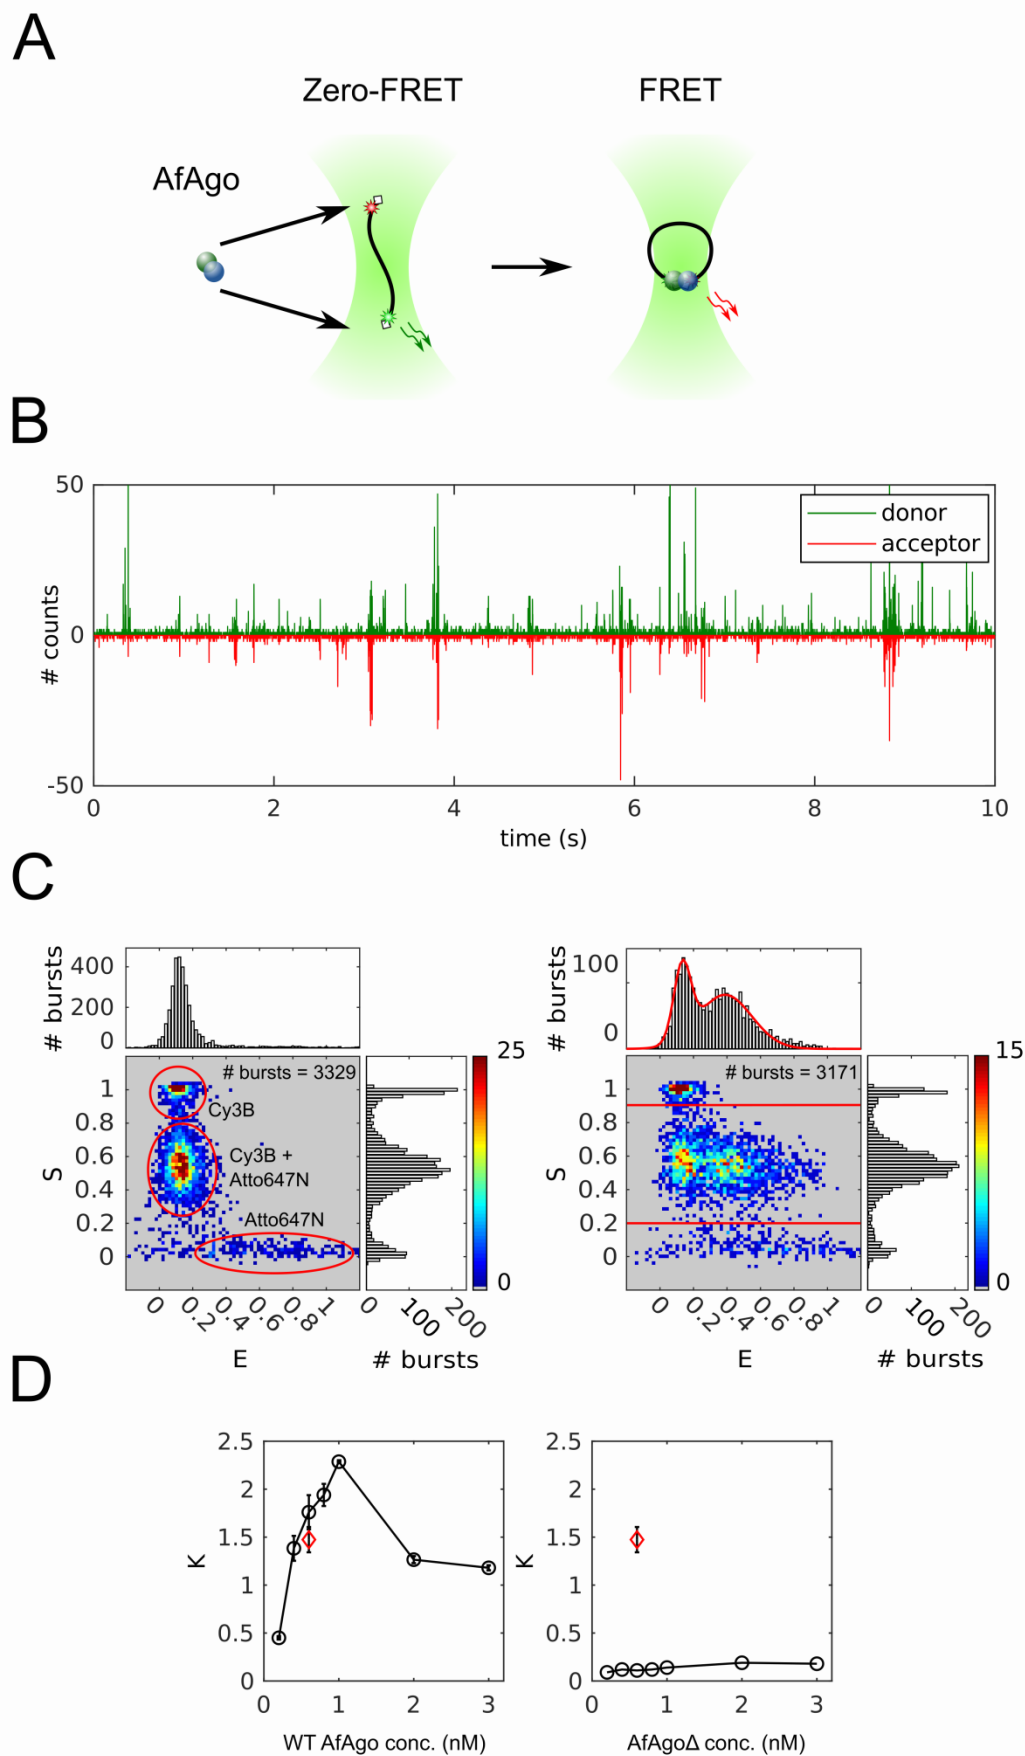 A
Zero-FRET
FRET
AfAgo
B
50
0
-50
# counts
donor
acceptor
0 2 4 6 8 10
time (s)
C
# bursts
400
200
0
# bursts = 3329
Cy3B
Cy3B +
Atto647N
Atto647N
S
1
0.8
0.6
0.4
0.2
0
0 0.2 0.4 0.6 0.8 1
E
100 200
# bursts
25
0
# bursts
100
0
# bursts = 3171
S
1
0.8
0.6
0.4
0.2
0
0 0.2 0.4 0.6 0.8 1
E
100 200
# bursts
15
0
D
K
2.5
2
1.5
1
0.5
0
0 1 2 3
WT AfAgo conc. (nM)
K
2.5
2
1.5
1
0.5
0
0 1 2 3
AfAgoΔ conc. (nM)